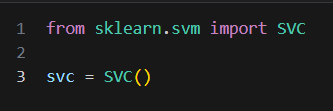 1 from sklearn.svm import SVC
2
3 svc = SVC()